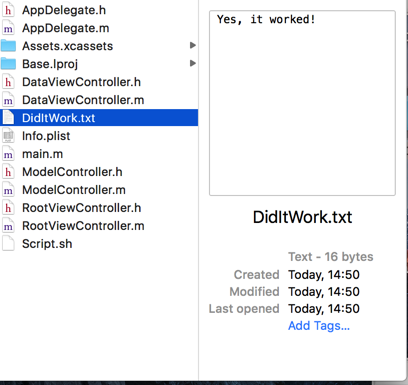 AppDelegate.h
AppDelegate.m
Assets.xcassets
Base.lproj
DataViewController.h
DataViewController.m
DidItWork.txt
Info.plist
main.m
ModelController.h
ModelController.m
RootViewController.h
RootViewController.m
Script.sh
Yes, it worked!
DidItWork.txt
Text - 16 bytes
Created Today, 14:50
Modified Today, 14:50
Last opened Today, 14:50
Add Tags...